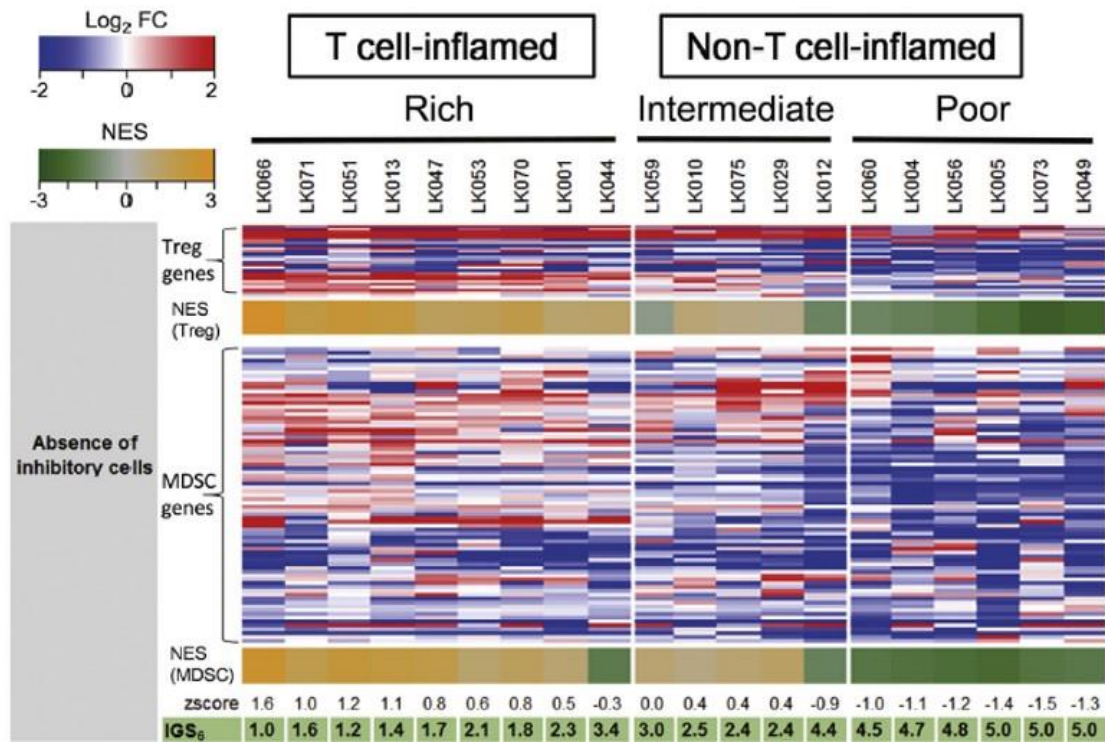 Log2 FC
-2 0 2
NES
-3 0 3
T cell-inflamed
Non-T cell-inflamed
Rich
Intermediate
Poor
LK066 LK071 LK051 LK013 LK047 LK053 LK070 LK001 LK044 LK059 LK010 LK075 LK029 LK012 LK060 LK004 LK056 LK005 LK073 LK049
Treg
genes
NES
(Treg)
Absence of
inhibitory cells
MDSC
genes
NES
(MDSC)
zscore 1.6 1.0 1.2 1.1 0.8 0.6 0.8 0.5 -0.3 0.0 0.4 0.4 0.4 -0.9 -1.0 -1.1 -1.2 -1.4 -1.5 -1.3
IGS6 1.0 1.6 1.2 1.4 1.7 2.1 1.8 2.3 3.4 3.0 2.5 2.4 2.4 4.4 4.5 4.7 4.8 5.0 5.0 5.0